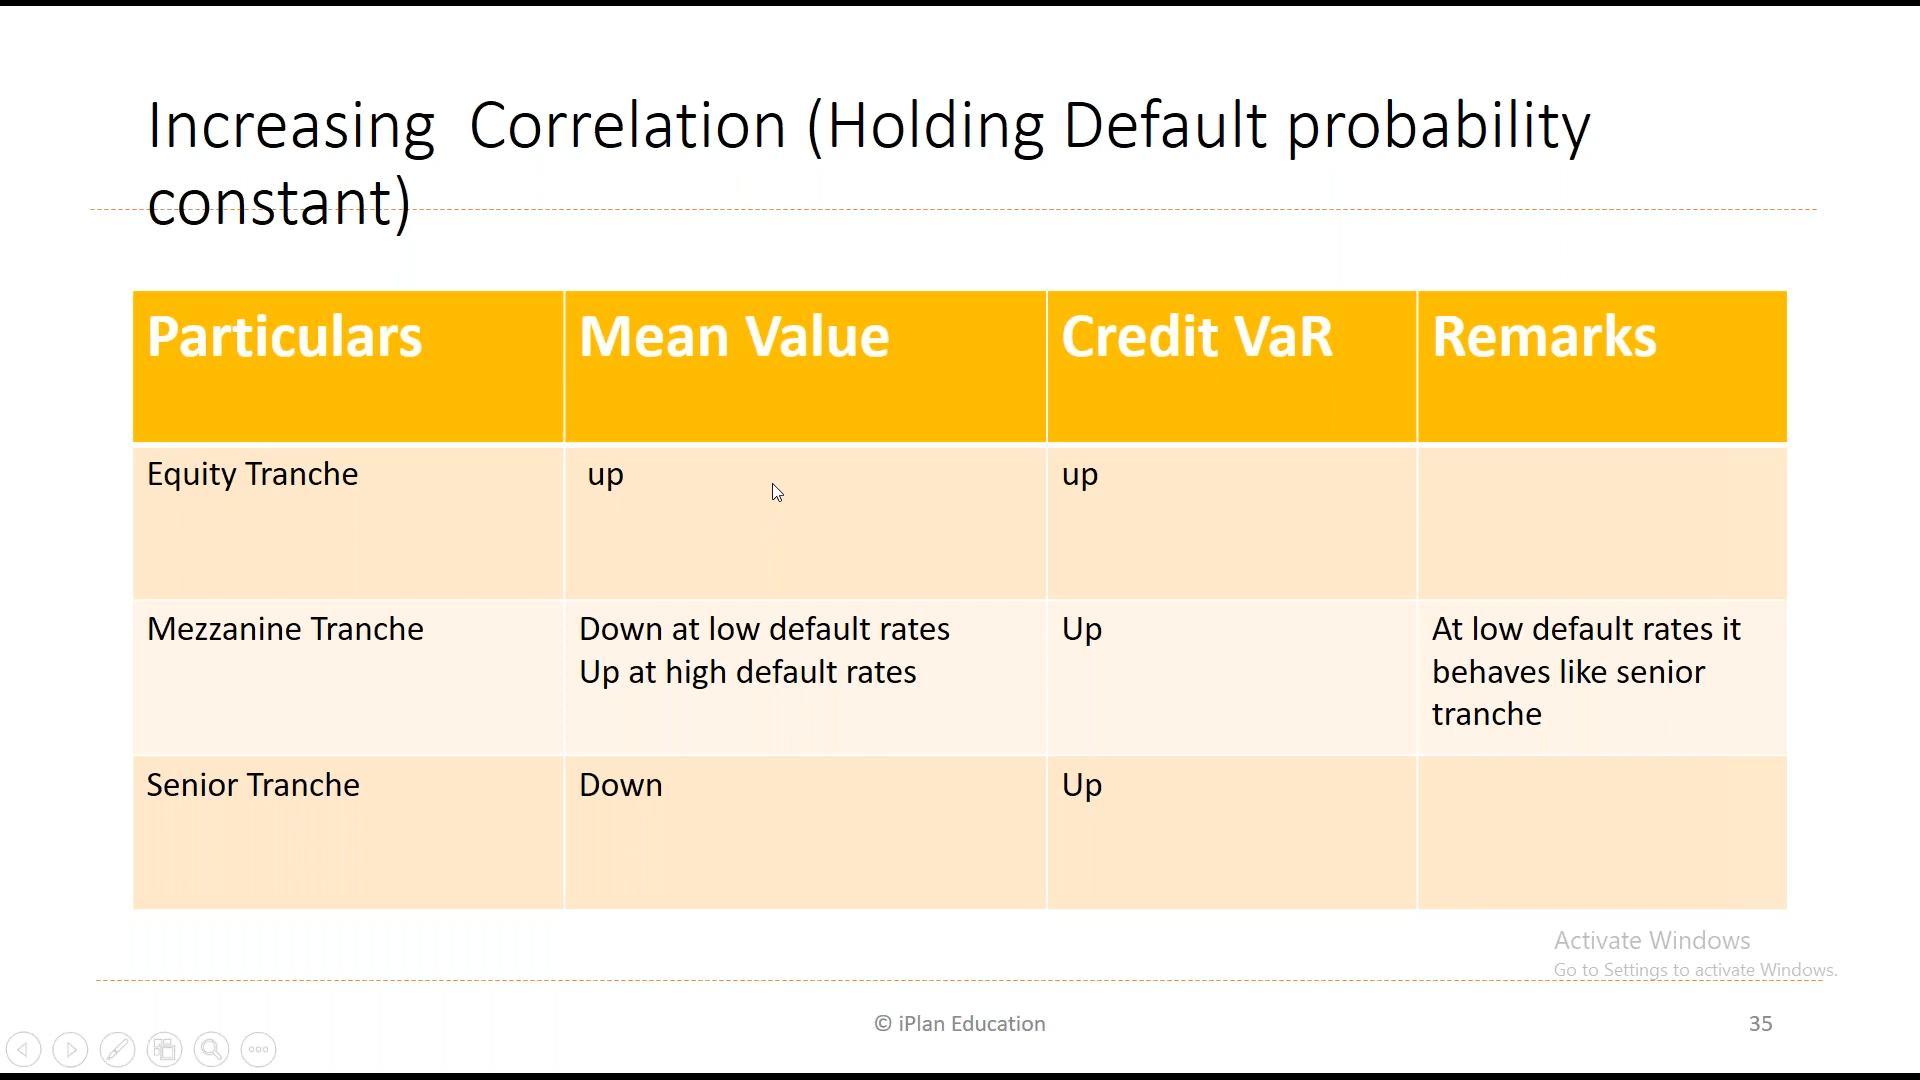 Increasing  Correlation (Holding Default probability
constant)
Particulars
Mean Value
Credit VaR
Remarks
Equity Tranche
up
up
Mezzanine Tranche
Down at low default rates
Up at high default rates
Up
At low default rates it
behaves like senior
tranche
Senior Tranche
Down
Up
Activate Windows
Go to Settings to activate Windows.
© iPlan Education
35